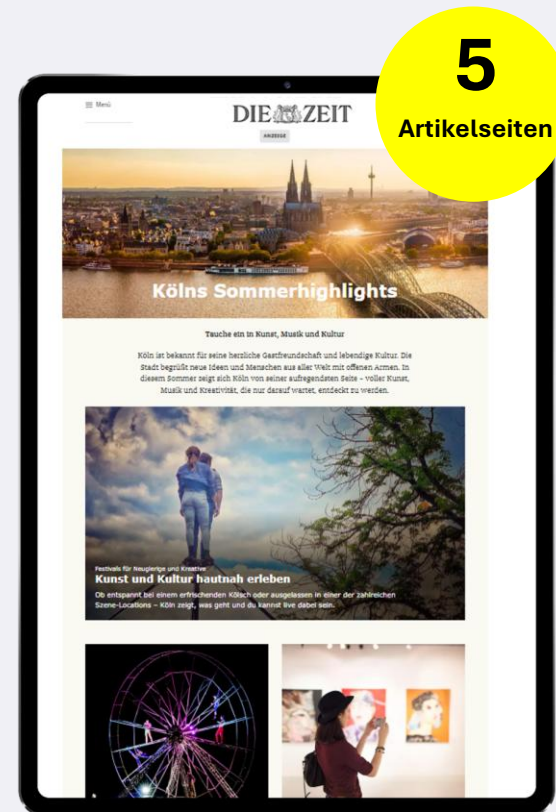 5
Artikelseiten
Menü
DIE ZEIT
ANZEIGE
Kölns Sommerhighlights
Tauche ein in Kunst, Musik und Kultur
Köln ist bekannt für seine herzliche Gastfreundschaft und lebendige Kultur. Die
Stadt begrüßt neue Ideen und Menschen aus aller Welt mit offenen Armen. In
diesem Sommer zeigt sich Köln von seiner aufregendsten Seite – voller Kunst,
Musik und Kreativität, die nur darauf wartet, entdeckt zu werden.
Festivals für Neugierige und Kreative
Kunst und Kultur hautnah erleben
Ob entspannt bei einem erfrischenden Kölsch oder ausgelassen in einer der zahlreichen
Szene-Locations – Köln zeigt, was geht und du kannst live dabei sein.